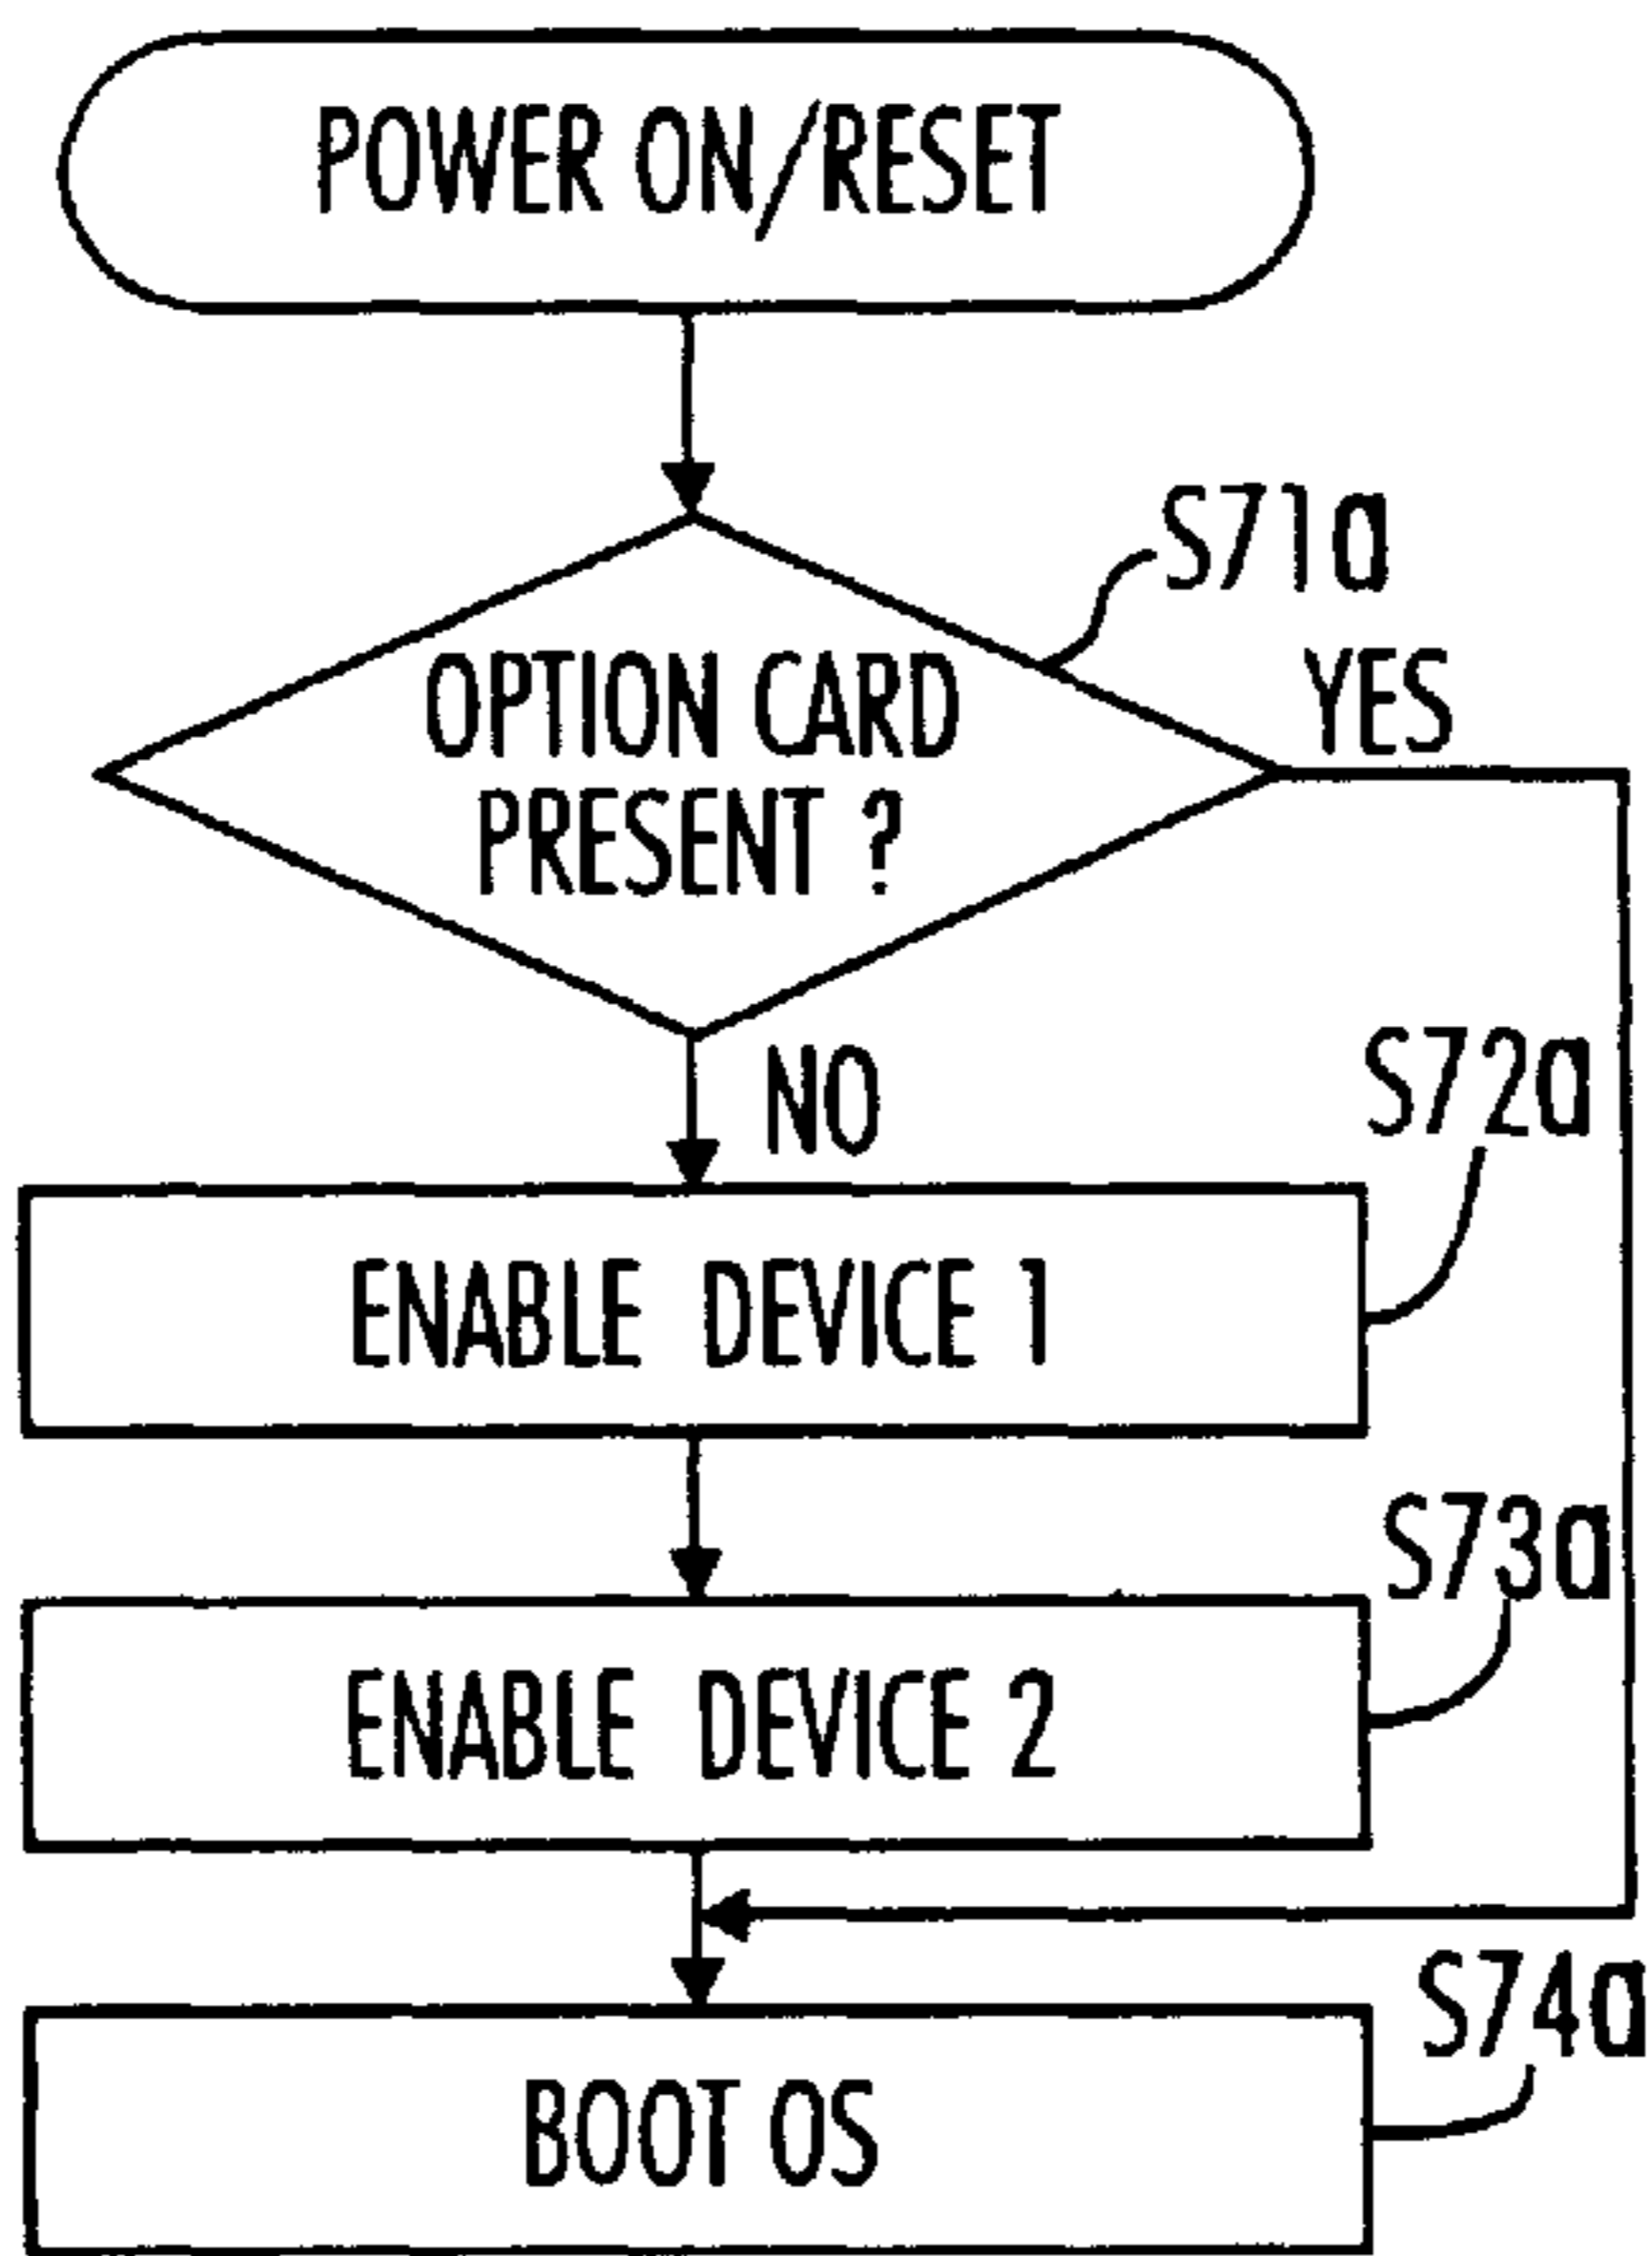 POWER ON/RESET
S71a
OPTION CARD
PRESENT ?
YES
NO
S72a
ENABLE DEVICE 1
S73a
ENABLE DEVICE 2
S74a
BOOT OS